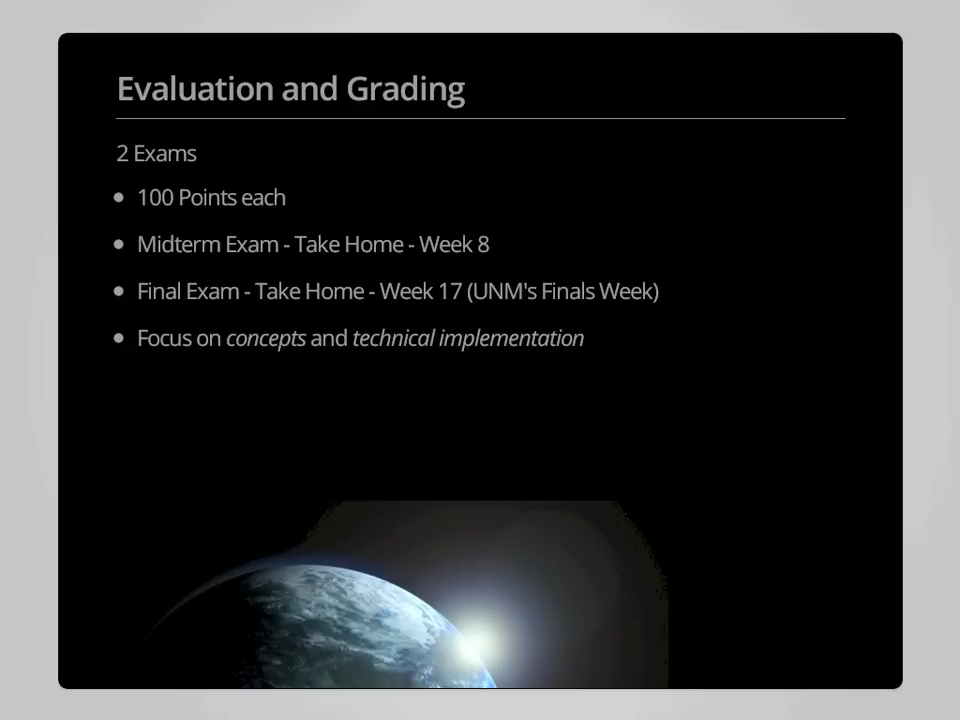 Evaluation and Grading
2 Exams
100 Points each
Midterm Exam - Take Home - Week 8
Final Exam - Take Home - Week 17 (UNM's Finals Week)
Focus on concepts and technical implementation